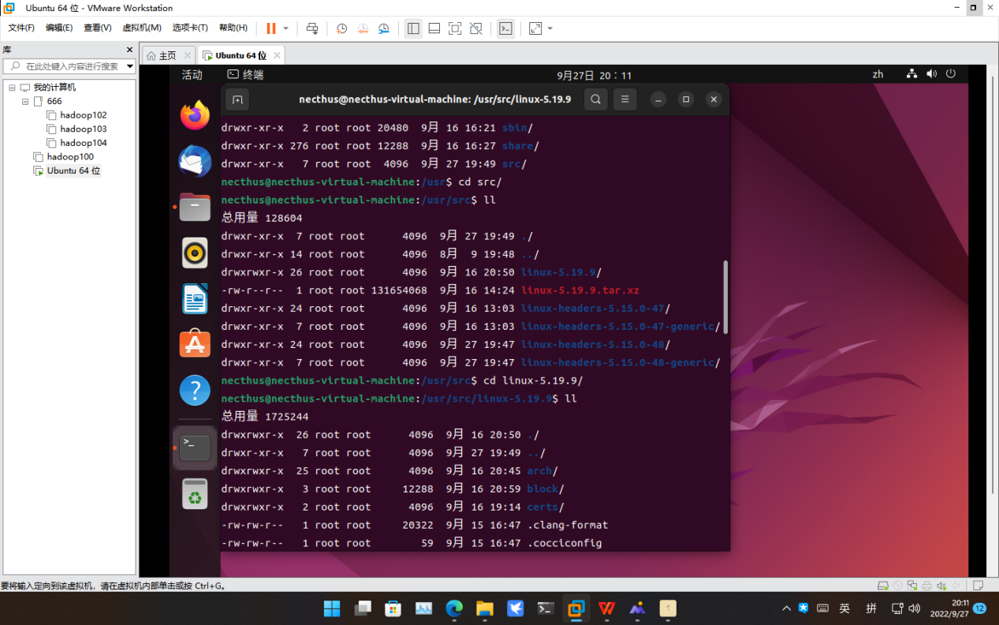 Ubuntu 64 位 - VMware Workstation
文件(F) 编辑(E) 查看(V) 虚拟机(M) 选项卡(T) 帮助(H)
库
在此处键入内容进行搜索
我的计算机
666
hadoop102
hadoop103
hadoop104
hadoop100
Ubuntu 64 位
主页 Ubuntu 64 位
活动 终端 9月27日 20：11 zh
necthus@necthus-virtual-machine: /usr/src/linux-5.19.9
drwxr-xr-x   2 root root 20480  9月 16 16:21 sbin/
drwxr-xr-x 276 root root 12288  9月 16 16:27 share/
drwxr-xr-x   7 root root  4096  9月 27 19:49 src/
necthus@necthus-virtual-machine:/usr$ cd src/
necthus@necthus-virtual-machine:/usr/src$ ll
总用量 128604
drwxr-xr-x  7 root root      4096  9月 27 19:49 ./
drwxr-xr-x 14 root root      4096  8月  9 19:48 ../
drwxrwxr-x 26 root root      4096  9月 16 20:50 linux-5.19.9/
-rw-r--r--  1 root root 131654068  9月 16 14:24 linux-5.19.9.tar.xz
drwxr-xr-x 24 root root      4096  9月 16 13:03 linux-headers-5.15.0-47/
drwxr-xr-x  7 root root      4096  9月 16 13:03 linux-headers-5.15.0-47-generic/
drwxr-xr-x 24 root root      4096  9月 27 19:47 linux-headers-5.15.0-48/
drwxr-xr-x  7 root root      4096  9月 27 19:47 linux-headers-5.15.0-48-generic/
necthus@necthus-virtual-machine:/usr/src$ cd linux-5.19.9/
necthus@necthus-virtual-machine:/usr/src/linux-5.19.9$ ll
总用量 1725244
drwxrwxr-x  26 root root      4096  9月 16 20:50 ./
drwxr-xr-x   7 root root      4096  9月 27 19:49 ../
drwxrwxr-x  25 root root      4096  9月 16 20:45 arch/
drwxrwxr-x   3 root root     12288  9月 16 20:59 block/
drwxrwxr-x   2 root root      4096  9月 16 19:14 certs/
-rw-rw-r--   1 root root     20322  9月 15 16:47 .clang-format
-rw-rw-r--   1 root root        59  9月 15 16:47 .cocciconfig
要将输入定向到该虚拟机，请在虚拟机内部单击或按 Ctrl+G。
英 拼 20:11
2022/9/27 12